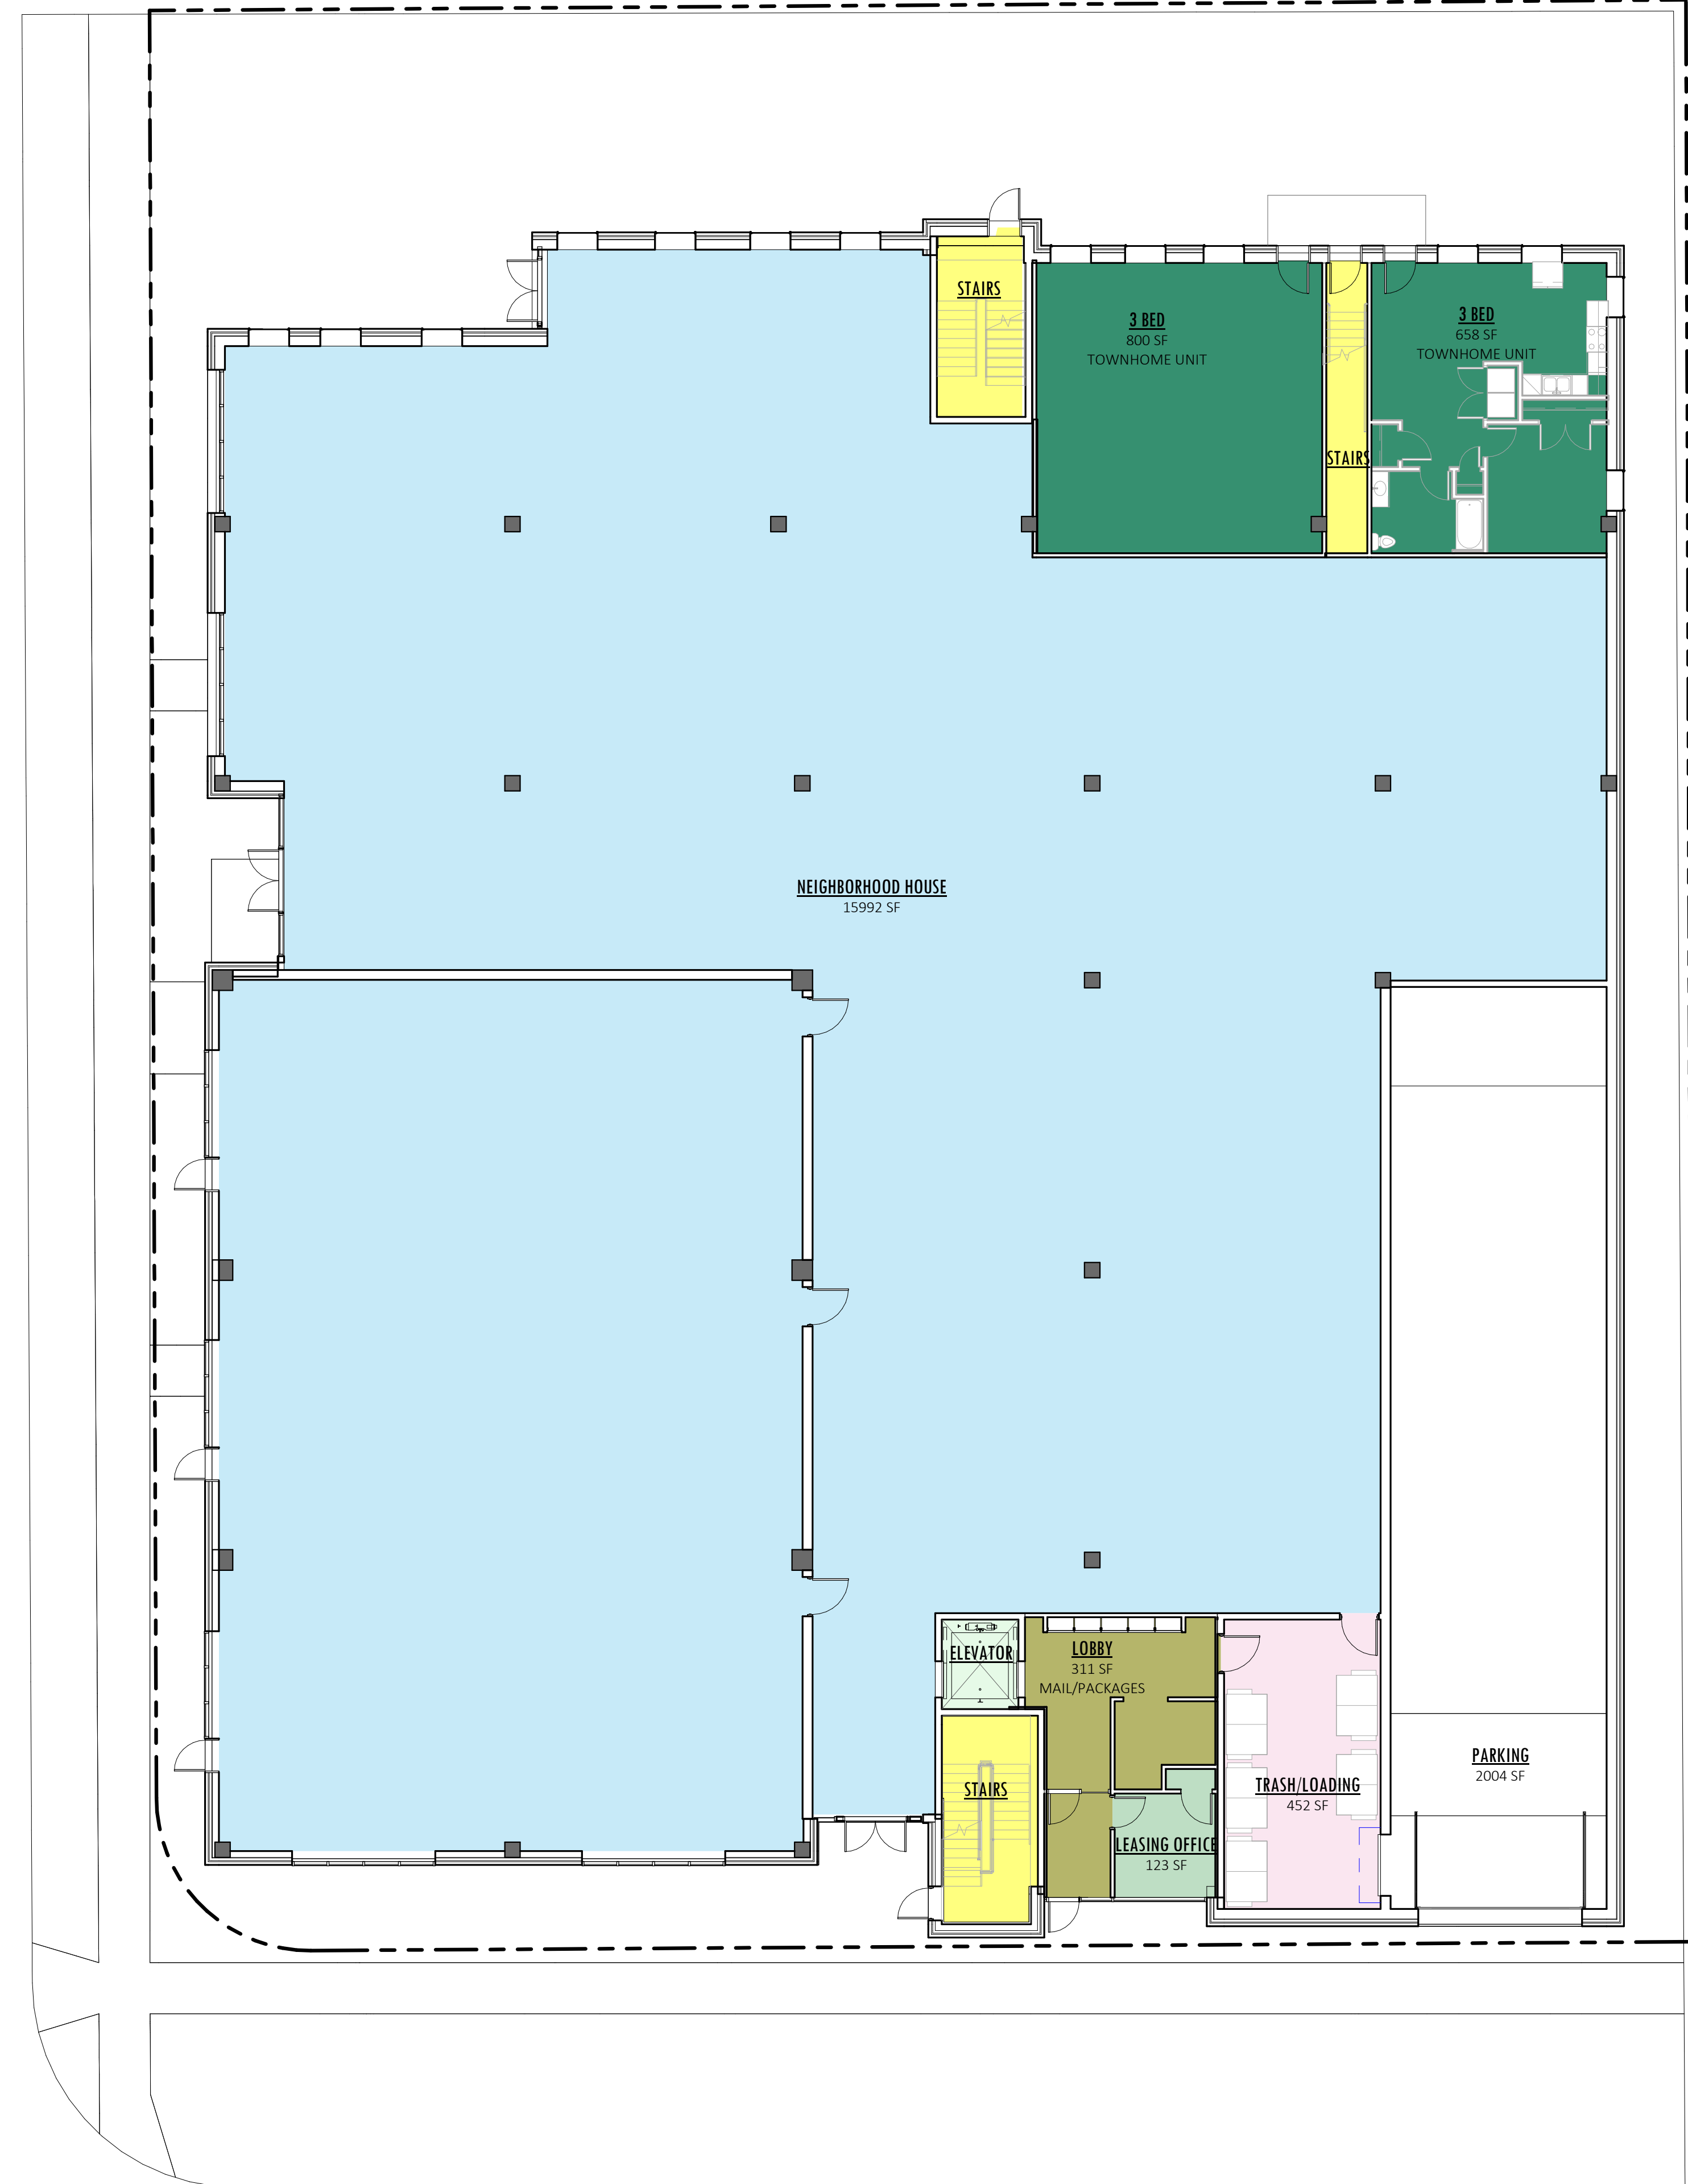 STAIRS
3 BED
800 SF
TOWNHOME UNIT
3 BED
658 SF
TOWNHOME UNIT
STAIRS
NEIGHBORHOOD HOUSE
15992 SF
ELEVATOR
LOBBY
311 SF
MAIL/PACKAGES
STAIRS
LEASING OFFICE
123 SF
TRASH/LOADING
452 SF
PARKING
2004 SF